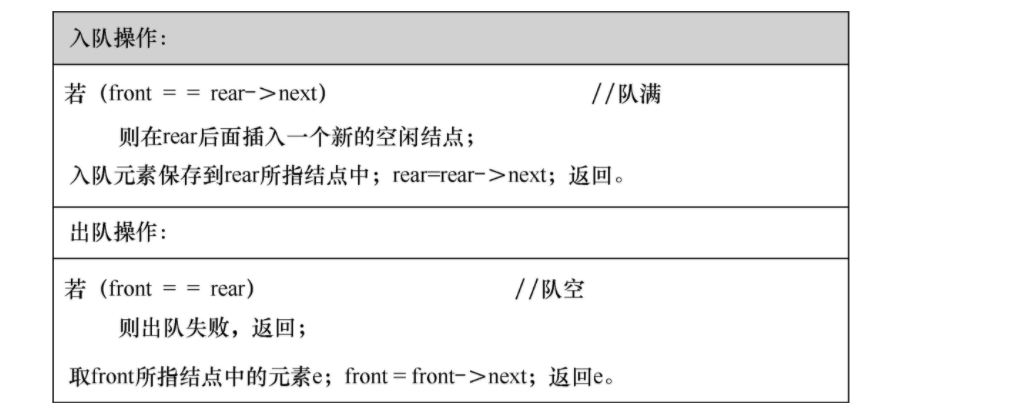 入队操作:
若 (front = = rear->next) //队满
则在rear后面插入一个新的空闲结点;
入队元素保存到rear所指结点中; rear=rear->next; 返回。
出队操作:
若 (front = = rear) //队空
则出队失败, 返回;
取front所指结点中的元素e; front = front->next; 返回e。